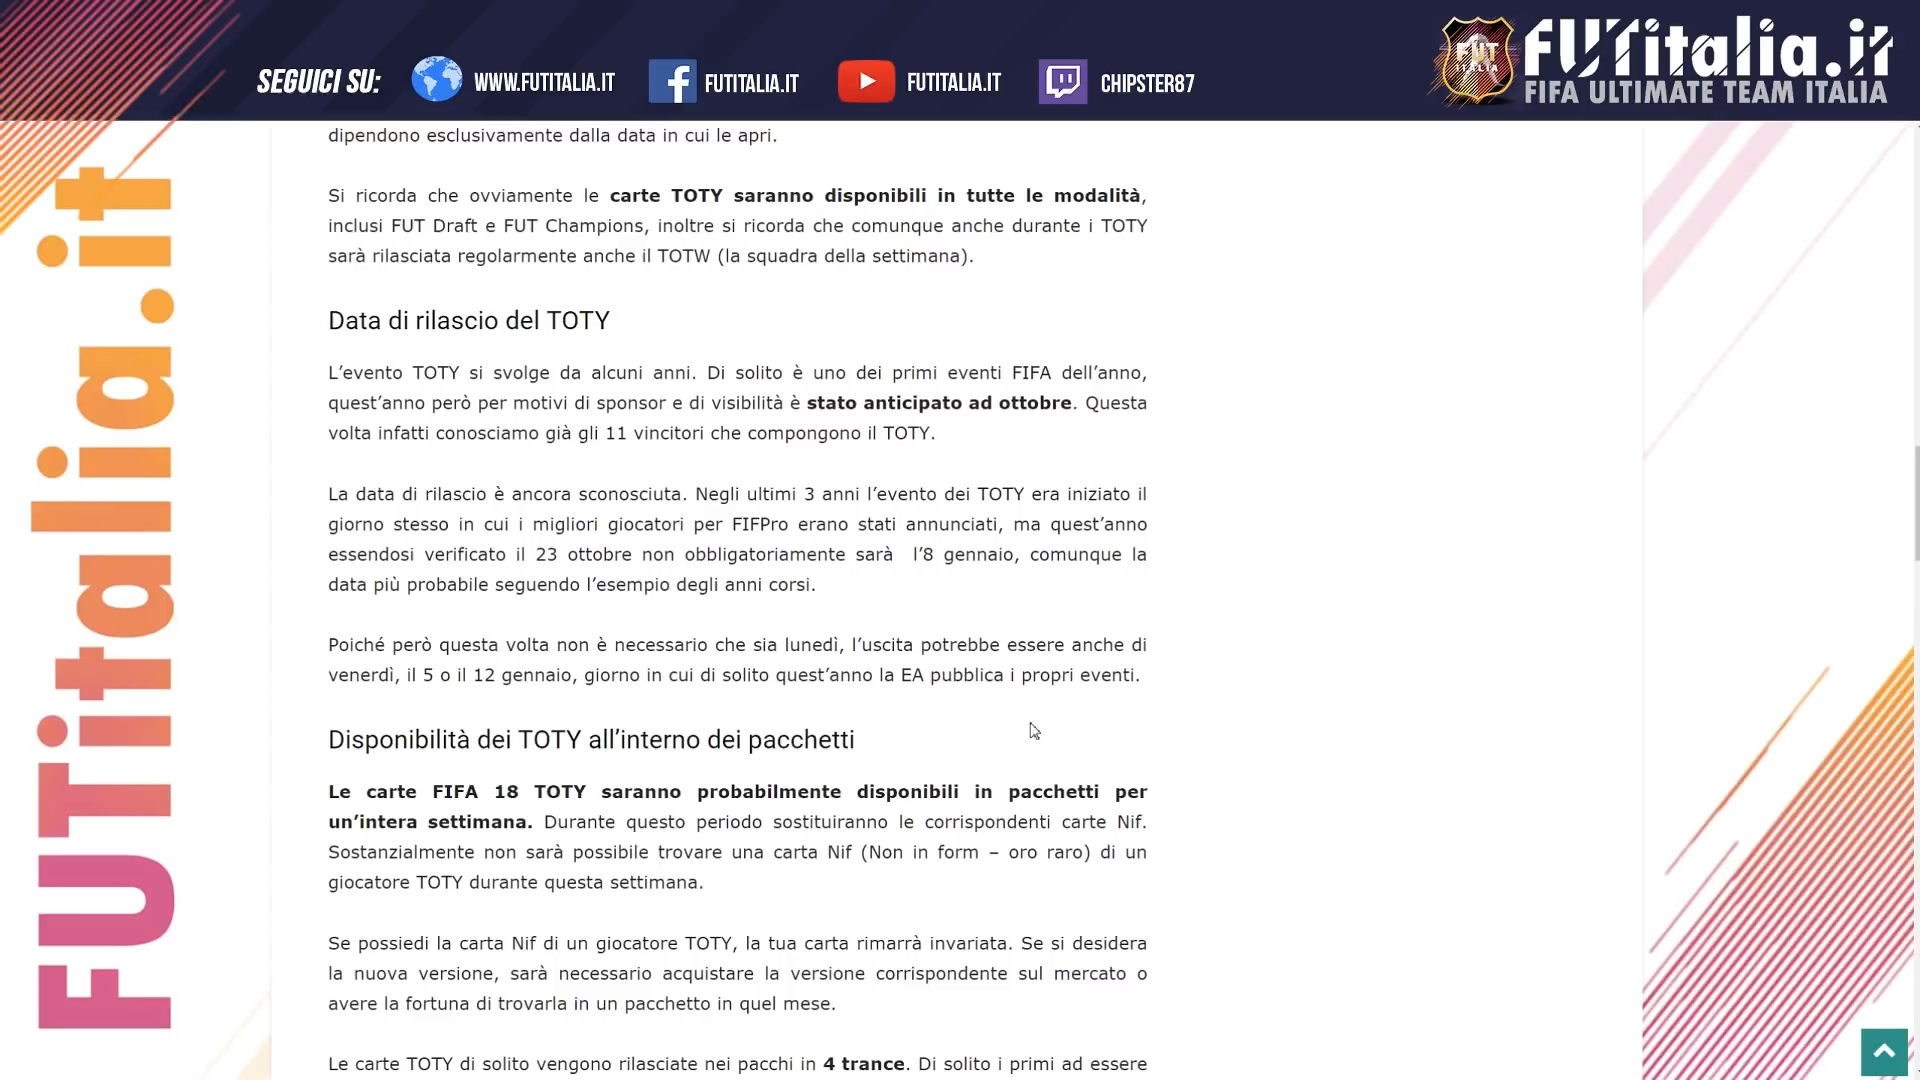 SEGUICI SU:
WWW.FUTITALIA.IT
FUTITALIA.IT
FUTITALIA.IT
CHIPSTER87
FUT
ITALIA
FUTitalia.it
FIFA ULTIMATE TEAM ITALIA
FUTitalia.it
dipendono esclusivamente dalla data in cui le apri.
Si ricorda che ovviamente le carte TOTY saranno disponibili in tutte le modalità,
inclusi FUT Draft e FUT Champions, inoltre si ricorda che comunque anche durante i TOTY
sarà rilasciata regolarmente anche il TOTW (la squadra della settimana).
Data di rilascio del TOTY
L’evento TOTY si svolge da alcuni anni. Di solito è uno dei primi eventi FIFA dell’anno,
quest’anno però per motivi di sponsor e di visibilità è stato anticipato ad ottobre. Questa
volta infatti conosciamo già gli 11 vincitori che compongono il TOTY.
La data di rilascio è ancora sconosciuta. Negli ultimi 3 anni l’evento dei TOTY era iniziato il
giorno stesso in cui i migliori giocatori per FIFPro erano stati annunciati, ma quest’anno
essendosi verificato il 23 ottobre non obbligatoriamente sarà l’8 gennaio, comunque la
data più probabile seguendo l’esempio degli anni corsi.
Poiché però questa volta non è necessario che sia lunedì, l’uscita potrebbe essere anche di
venerdì, il 5 o il 12 gennaio, giorno in cui di solito quest’anno la EA pubblica i propri eventi.
Disponibilità dei TOTY all’interno dei pacchetti
Le carte FIFA 18 TOTY saranno probabilmente disponibili in pacchetti per
un’intera settimana. Durante questo periodo sostituiranno le corrispondenti carte Nif.
Sostanzialmente non sarà possibile trovare una carta Nif (Non in form – oro raro) di un
giocatore TOTY durante questa settimana.
Se possiedi la carta Nif di un giocatore TOTY, la tua carta rimarrà invariata. Se si desidera
la nuova versione, sarà necessario acquistare la versione corrispondente sul mercato o
avere la fortuna di trovarla in un pacchetto in quel mese.
Le carte TOTY di solito vengono rilasciate nei pacchi in 4 trance. Di solito i primi ad essere